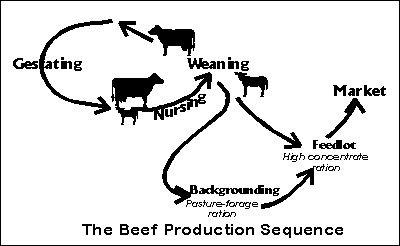 Gestating
Weaning
Nursing
Market
Feedlot
High concentrate
ration
Backgrounding
Pasture-forage
ration
The Beef Production Sequence